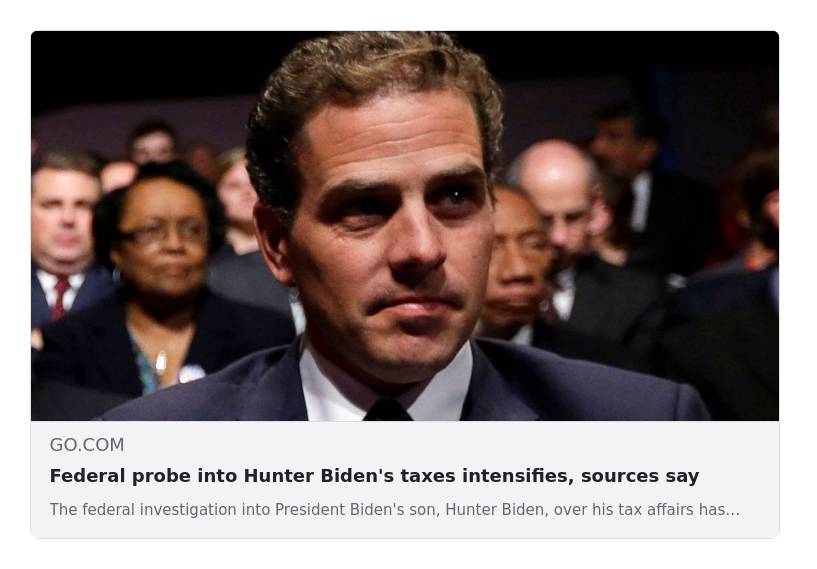 GO.COM
Federal probe into Hunter Biden's taxes intensifies, sources say
The federal investigation into President Biden's son, Hunter Biden, over his tax affairs has...